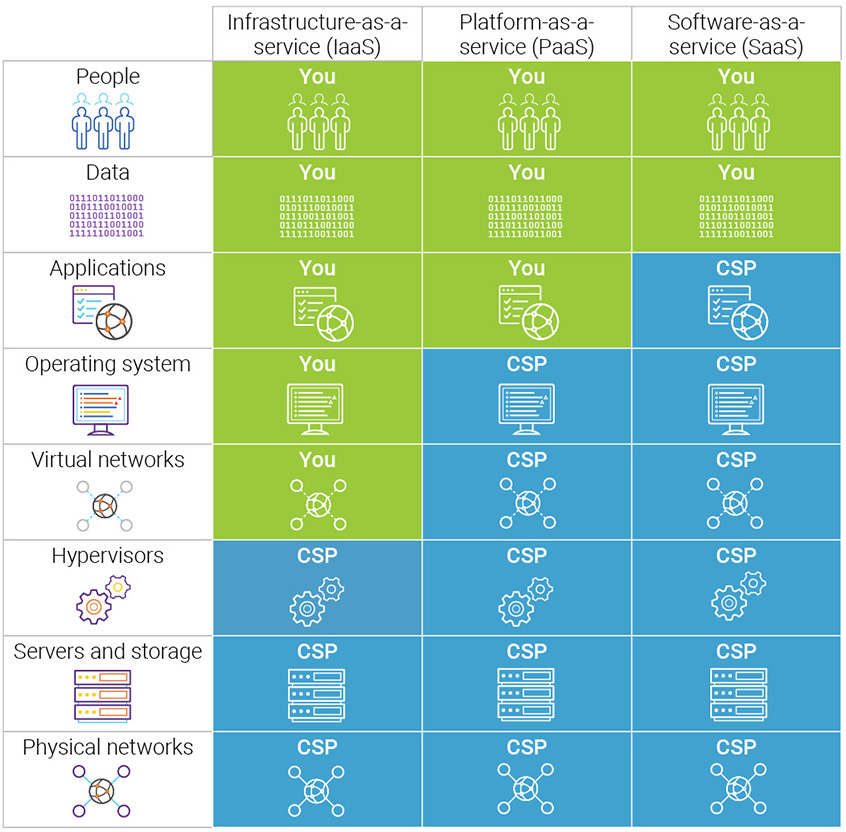 Infrastructure-as-a-
service (IaaS)
Platform-as-a-
service (PaaS)
Software-as-a-
service (SaaS)
People
You
You
You
Data
You
You
You
0111011011000
0101110010011
0111001101001
0110111001100
1111110011001
0111011011000
0101110010011
0111001101001
0110111001100
1111110011001
0111011011000
0101110010011
0111001101001
0110111001100
1111110011001
0111011011000
0101110010011
0111001101001
0110111001100
1111110011001
Applications
You
You
CSP
Operating system
You
CSP
CSP
Virtual networks
You
CSP
CSP
Hypervisors
CSP
CSP
CSP
Servers and storage
CSP
CSP
CSP
Physical networks
CSP
CSP
CSP